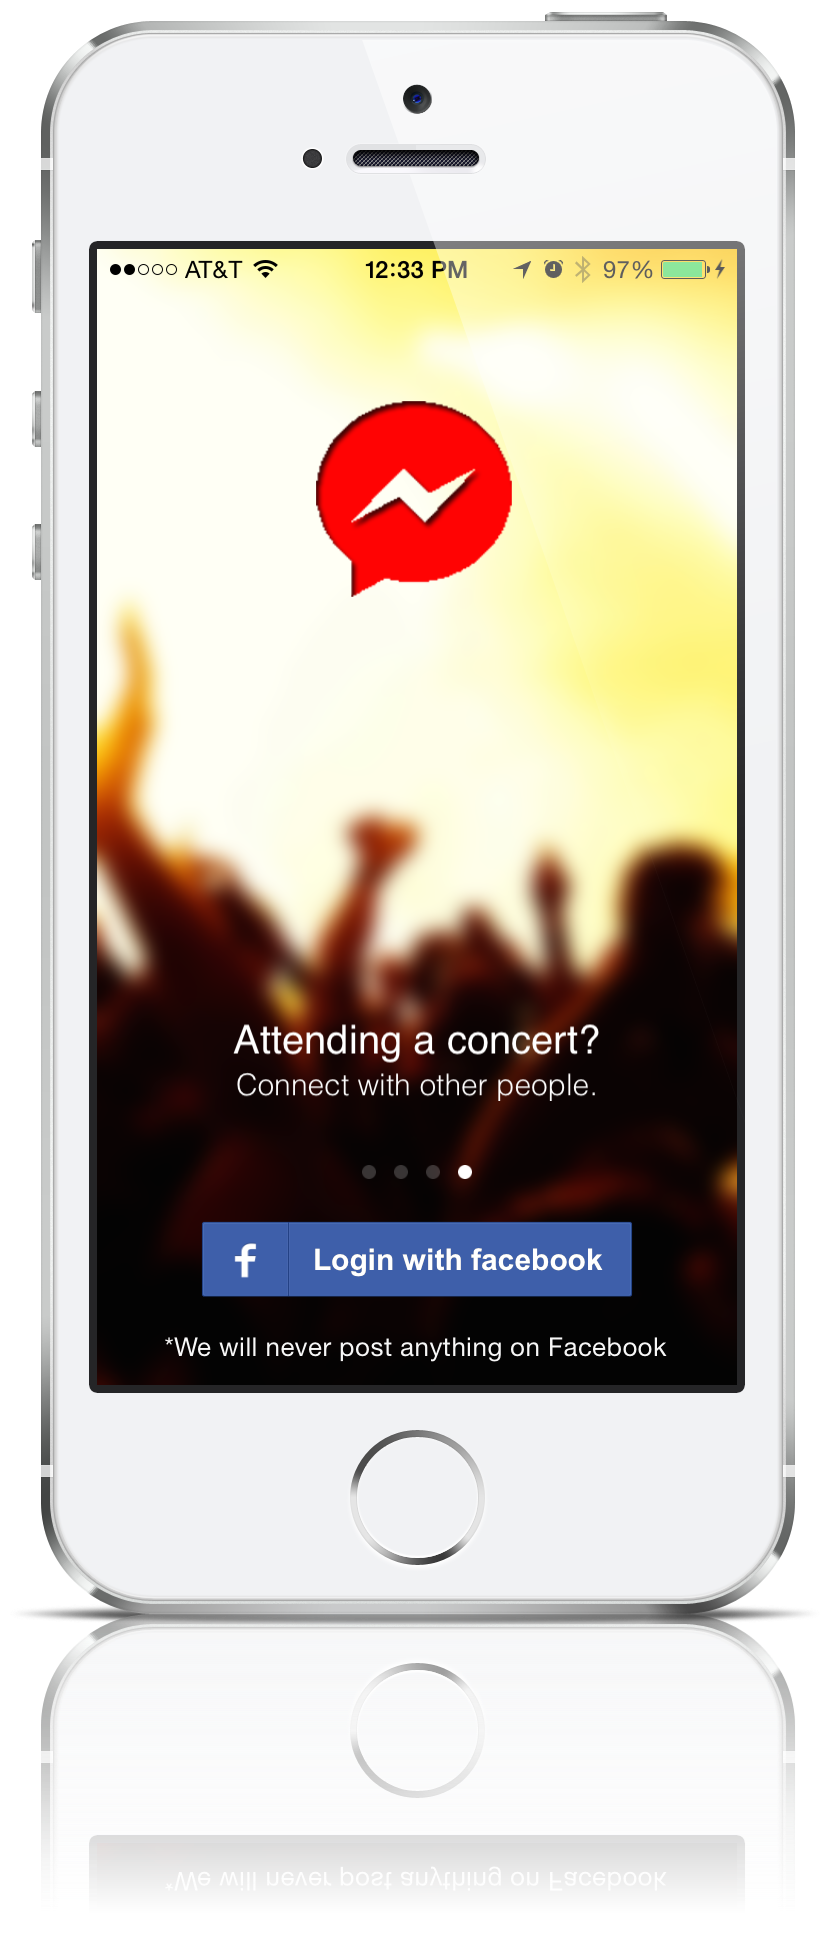 AT&T 12:33 PM 97%
Attending a concert?
Connect with other people.
f Login with facebook
*We will never post anything on Facebook
*We will never post anything on Facebook